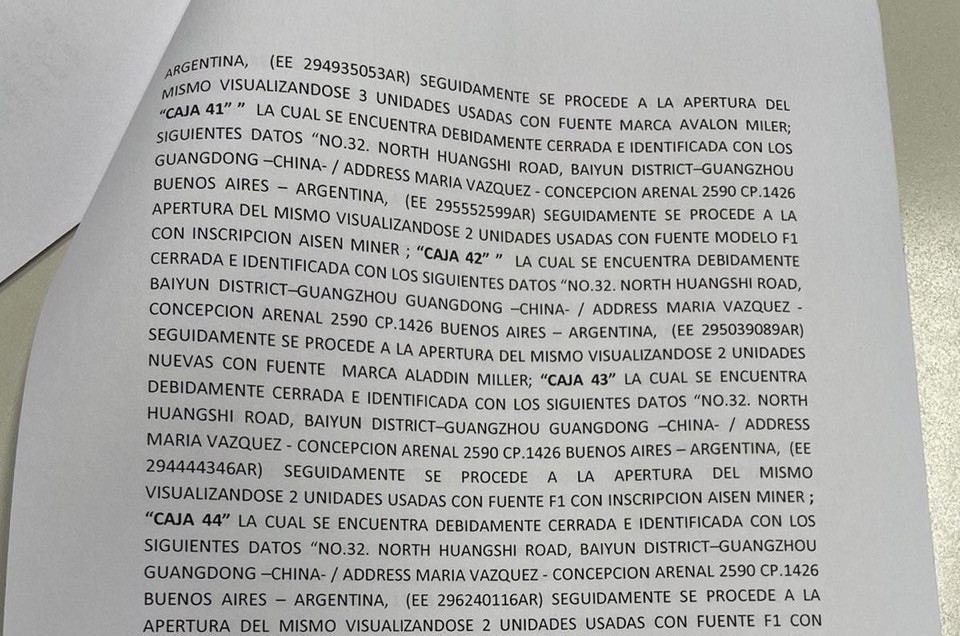 ARGENTINA, (EE 294935053AR) SEGUIDAMENTE SE PROCEDE A LA APERTURA DEL
MISMO VISUALIZANDOSE 3 UNIDADES USADAS CON FUENTE MARCA AVALON MILER;
“CAJA 41” ” LA CUAL SE ENCUENTRA DEBIDAMENTE CERRADA E IDENTIFICADA CON LOS
SIGUIENTES DATOS “NO.32. NORTH HUANGSHI ROAD, BAIYUN DISTRICT–GUANGZHOU
GUANGDONG –CHINA- / ADDRESS MARIA VAZQUEZ - CONCEPCION ARENAL 2590 CP.1426
BUENOS AIRES – ARGENTINA, (EE 295552599AR) SEGUIDAMENTE SE PROCEDE A LA
APERTURA DEL MISMO VISUALIZANDOSE 2 UNIDADES USADAS CON FUENTE MODELO F1
CON INSCRIPCION AISEN MINER ; “CAJA 42” ” LA CUAL SE ENCUENTRA DEBIDAMENTE
CERRADA E IDENTIFICADA CON LOS SIGUIENTES DATOS “NO.32. NORTH HUANGSHI ROAD,
BAIYUN DISTRICT–GUANGZHOU GUANGDONG –CHINA- / ADDRESS MARIA VAZQUEZ -
CONCEPCION ARENAL 2590 CP.1426 BUENOS AIRES – ARGENTINA, (EE 295039089AR)
SEGUIDAMENTE SE PROCEDE A LA APERTURA DEL MISMO VISUALIZANDOSE 2 UNIDADES
NUEVAS CON FUENTE MARCA ALADDIN MILLER; “CAJA 43” LA CUAL SE ENCUENTRA
DEBIDAMENTE CERRADA E IDENTIFICADA CON LOS SIGUIENTES DATOS “NO.32. NORTH
HUANGSHI ROAD, BAIYUN DISTRICT–GUANGZHOU GUANGDONG –CHINA- / ADDRESS
MARIA VAZQUEZ - CONCEPCION ARENAL 2590 CP.1426 BUENOS AIRES – ARGENTINA, (EE
294444346AR) SEGUIDAMENTE SE PROCEDE A LA APERTURA DEL MISMO
VISUALIZANDOSE 2 UNIDADES USADAS CON FUENTE F1 CON INSCRIPCION AISEN MINER ;
“CAJA 44” LA CUAL SE ENCUENTRA DEBIDAMENTE CERRADA E IDENTIFICADA CON LOS
SIGUIENTES DATOS “NO.32. NORTH HUANGSHI ROAD, BAIYUN DISTRICT–GUANGZHOU
GUANGDONG –CHINA- / ADDRESS MARIA VAZQUEZ - CONCEPCION ARENAL 2590 CP.1426
BUENOS AIRES – ARGENTINA, (EE 296240116AR) SEGUIDAMENTE SE PROCEDE A LA
APERTURA DEL MISMO VISUALIZANDOSE 2 UNIDADES USADAS CON FUENTE F1 CON